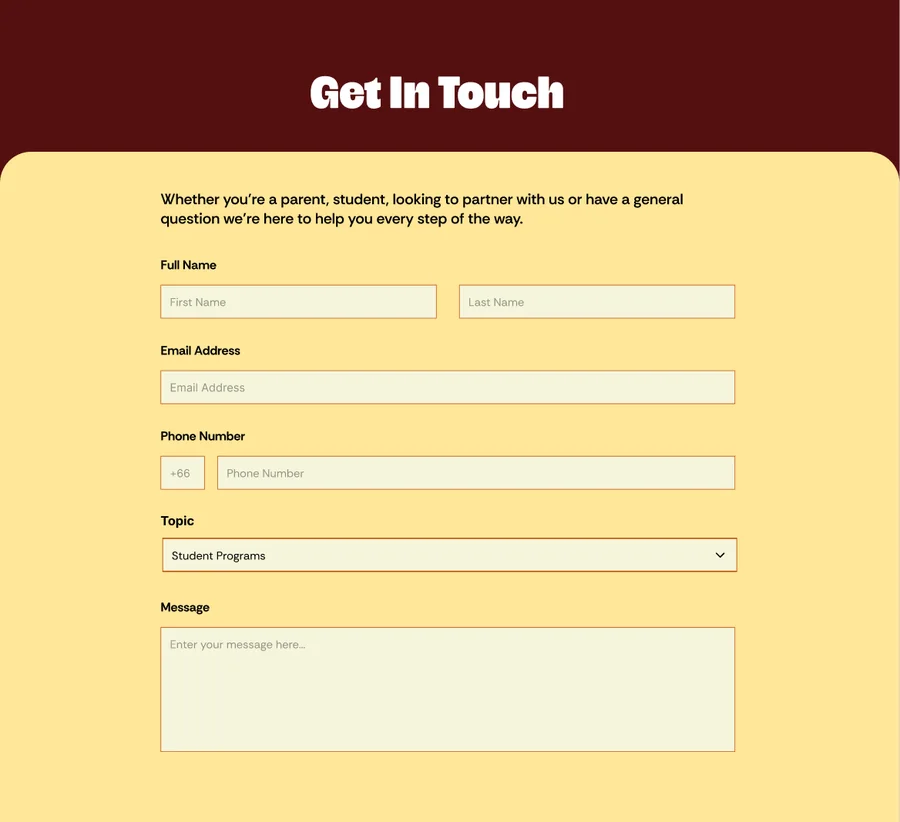 Get In Touch
Whether you’re a parent, student, looking to partner with us or have a general
question we’re here to help you every step of the way.
Full Name
First Name
Last Name
Email Address
Email Address
Phone Number
+66
Phone Number
Topic
Student Programs
Message
Enter your message here...